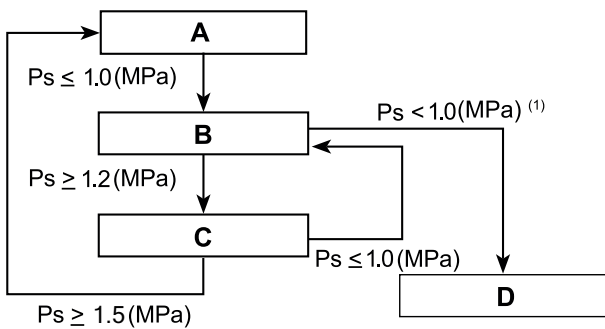 A
Ps ≤ 1.0(MPa)
Ps < 1.0(MPa) (1)
B
Ps ≥ 1.2(MPa)
C
Ps ≤ 1.0(MPa)
D
Ps ≥ 1.5(MPa)